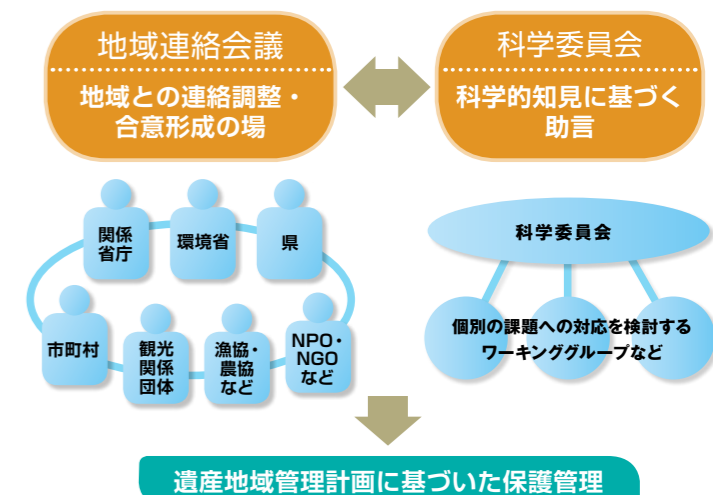 地域連絡会議
地域との連絡調整・
合意形成の場
科学委員会
科学的知見に基づく
助言
関係
省庁
環境省
県
市町村
観光
関係
団体
漁協・
農協
など
NPO・
NGO
など
科学委員会
個別の課題への対応を検討する
ワーキンググループなど
遺産地域管理計画に基づいた保護管理